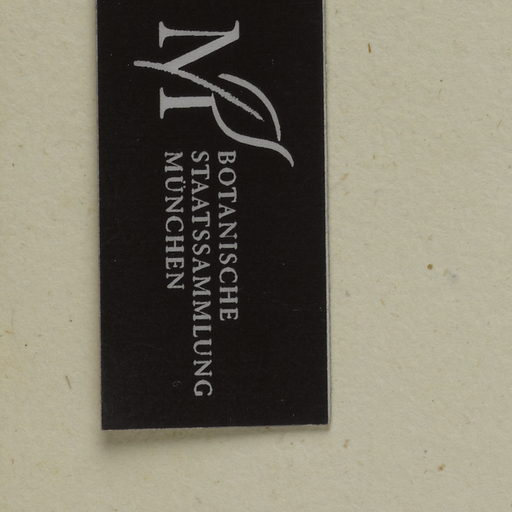 M
BOTANISCHE
STAATSSAMMLUNG
MÜNCHEN